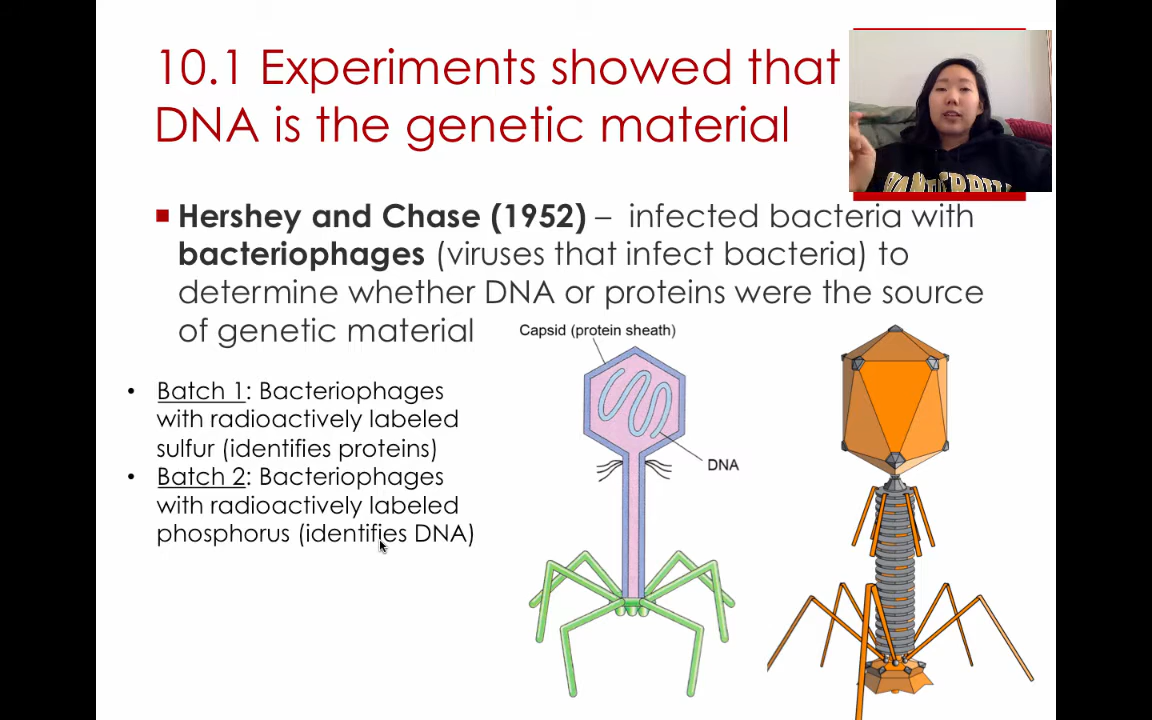 10.1 Experiments showed that
DNA is the genetic material
■ Hershey and Chase (1952) – infected bacteria with
bacteriophages (viruses that infect bacteria) to
determine whether DNA or proteins were the source
of genetic material
Capsid (protein sheath)
• Batch 1: Bacteriophages
with radioactively labeled
sulfur (identifies proteins)
• Batch 2: Bacteriophages
with radioactively labeled
phosphorus (identifies DNA)
DNA